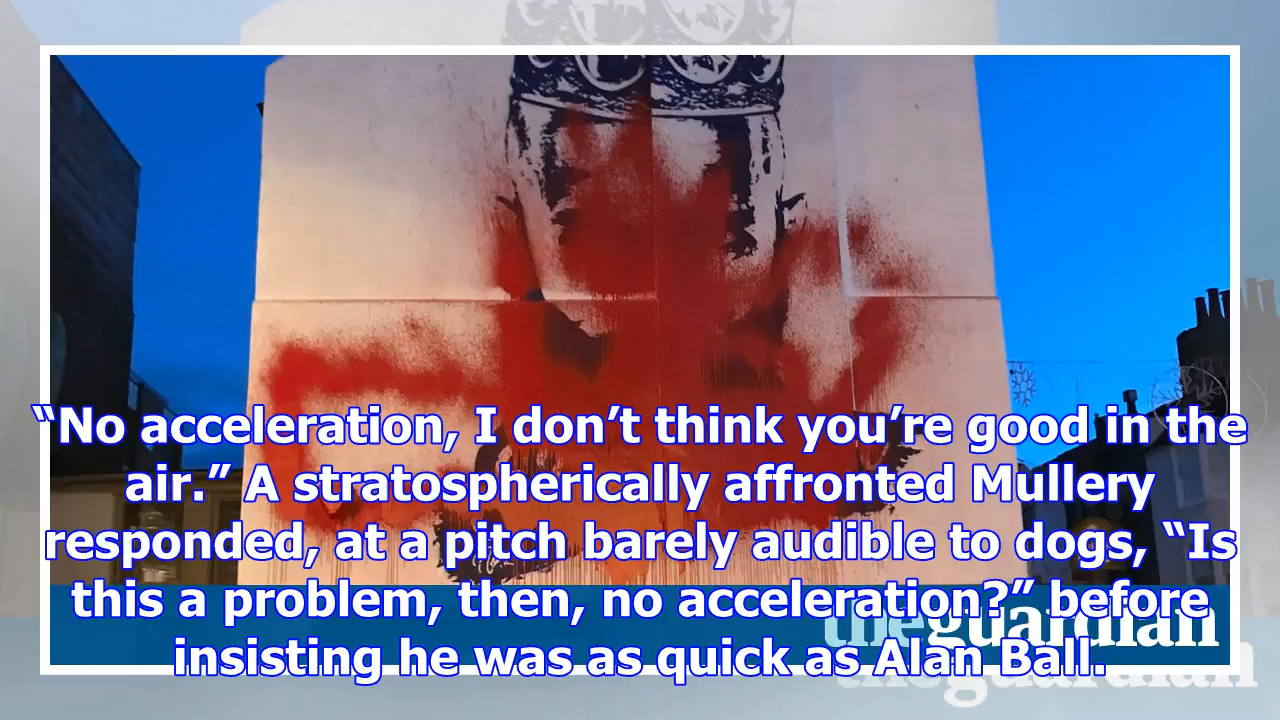 “No acceleration, I don’t think you’re good in the
air.” A stratospherically affronted Mullery
responded, at a pitch barely audible to dogs, “Is
this a problem, then, no acceleration?” before
insisting he was as quick as Alan Ball.
theguardian
theguardian